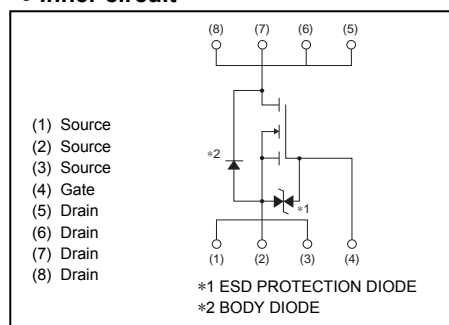 • Inner circuit
(8) (7) (6) (5)
(1) Source
(2) Source
(3) Source
(4) Gate
(5) Drain
(6) Drain
(7) Drain
(8) Drain
∗2
∗1
(1) (2) (3) (4)
∗1 ESD PROTECTION DIODE
∗2 BODY DIODE